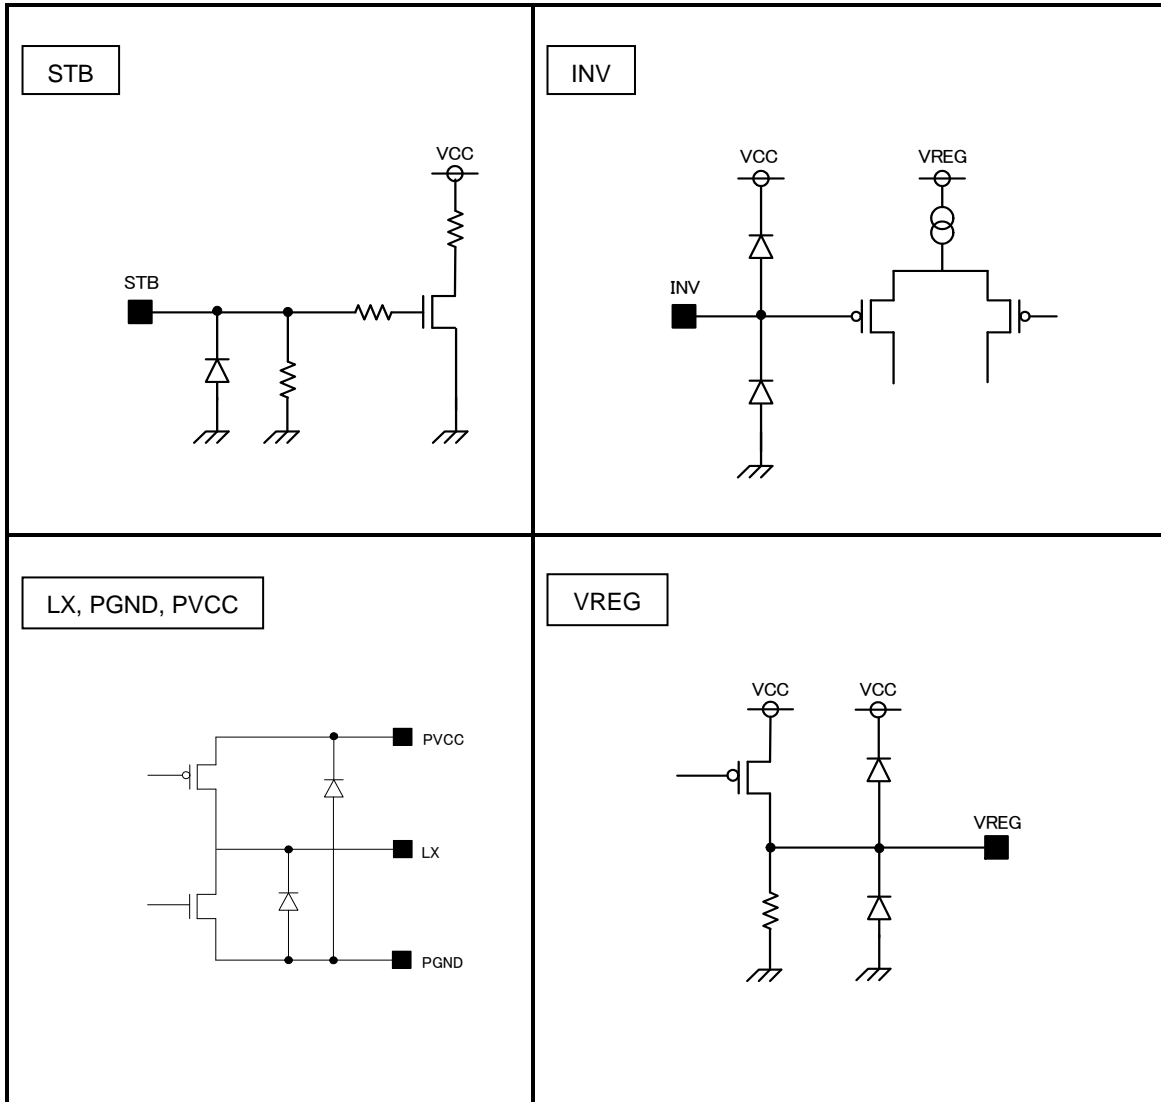 STB
VCC
STB
INV
VCC
VREG
INV
LX, PGND, PVCC
PVCC
LX
PGND
VREG
VCC
VCC
VREG